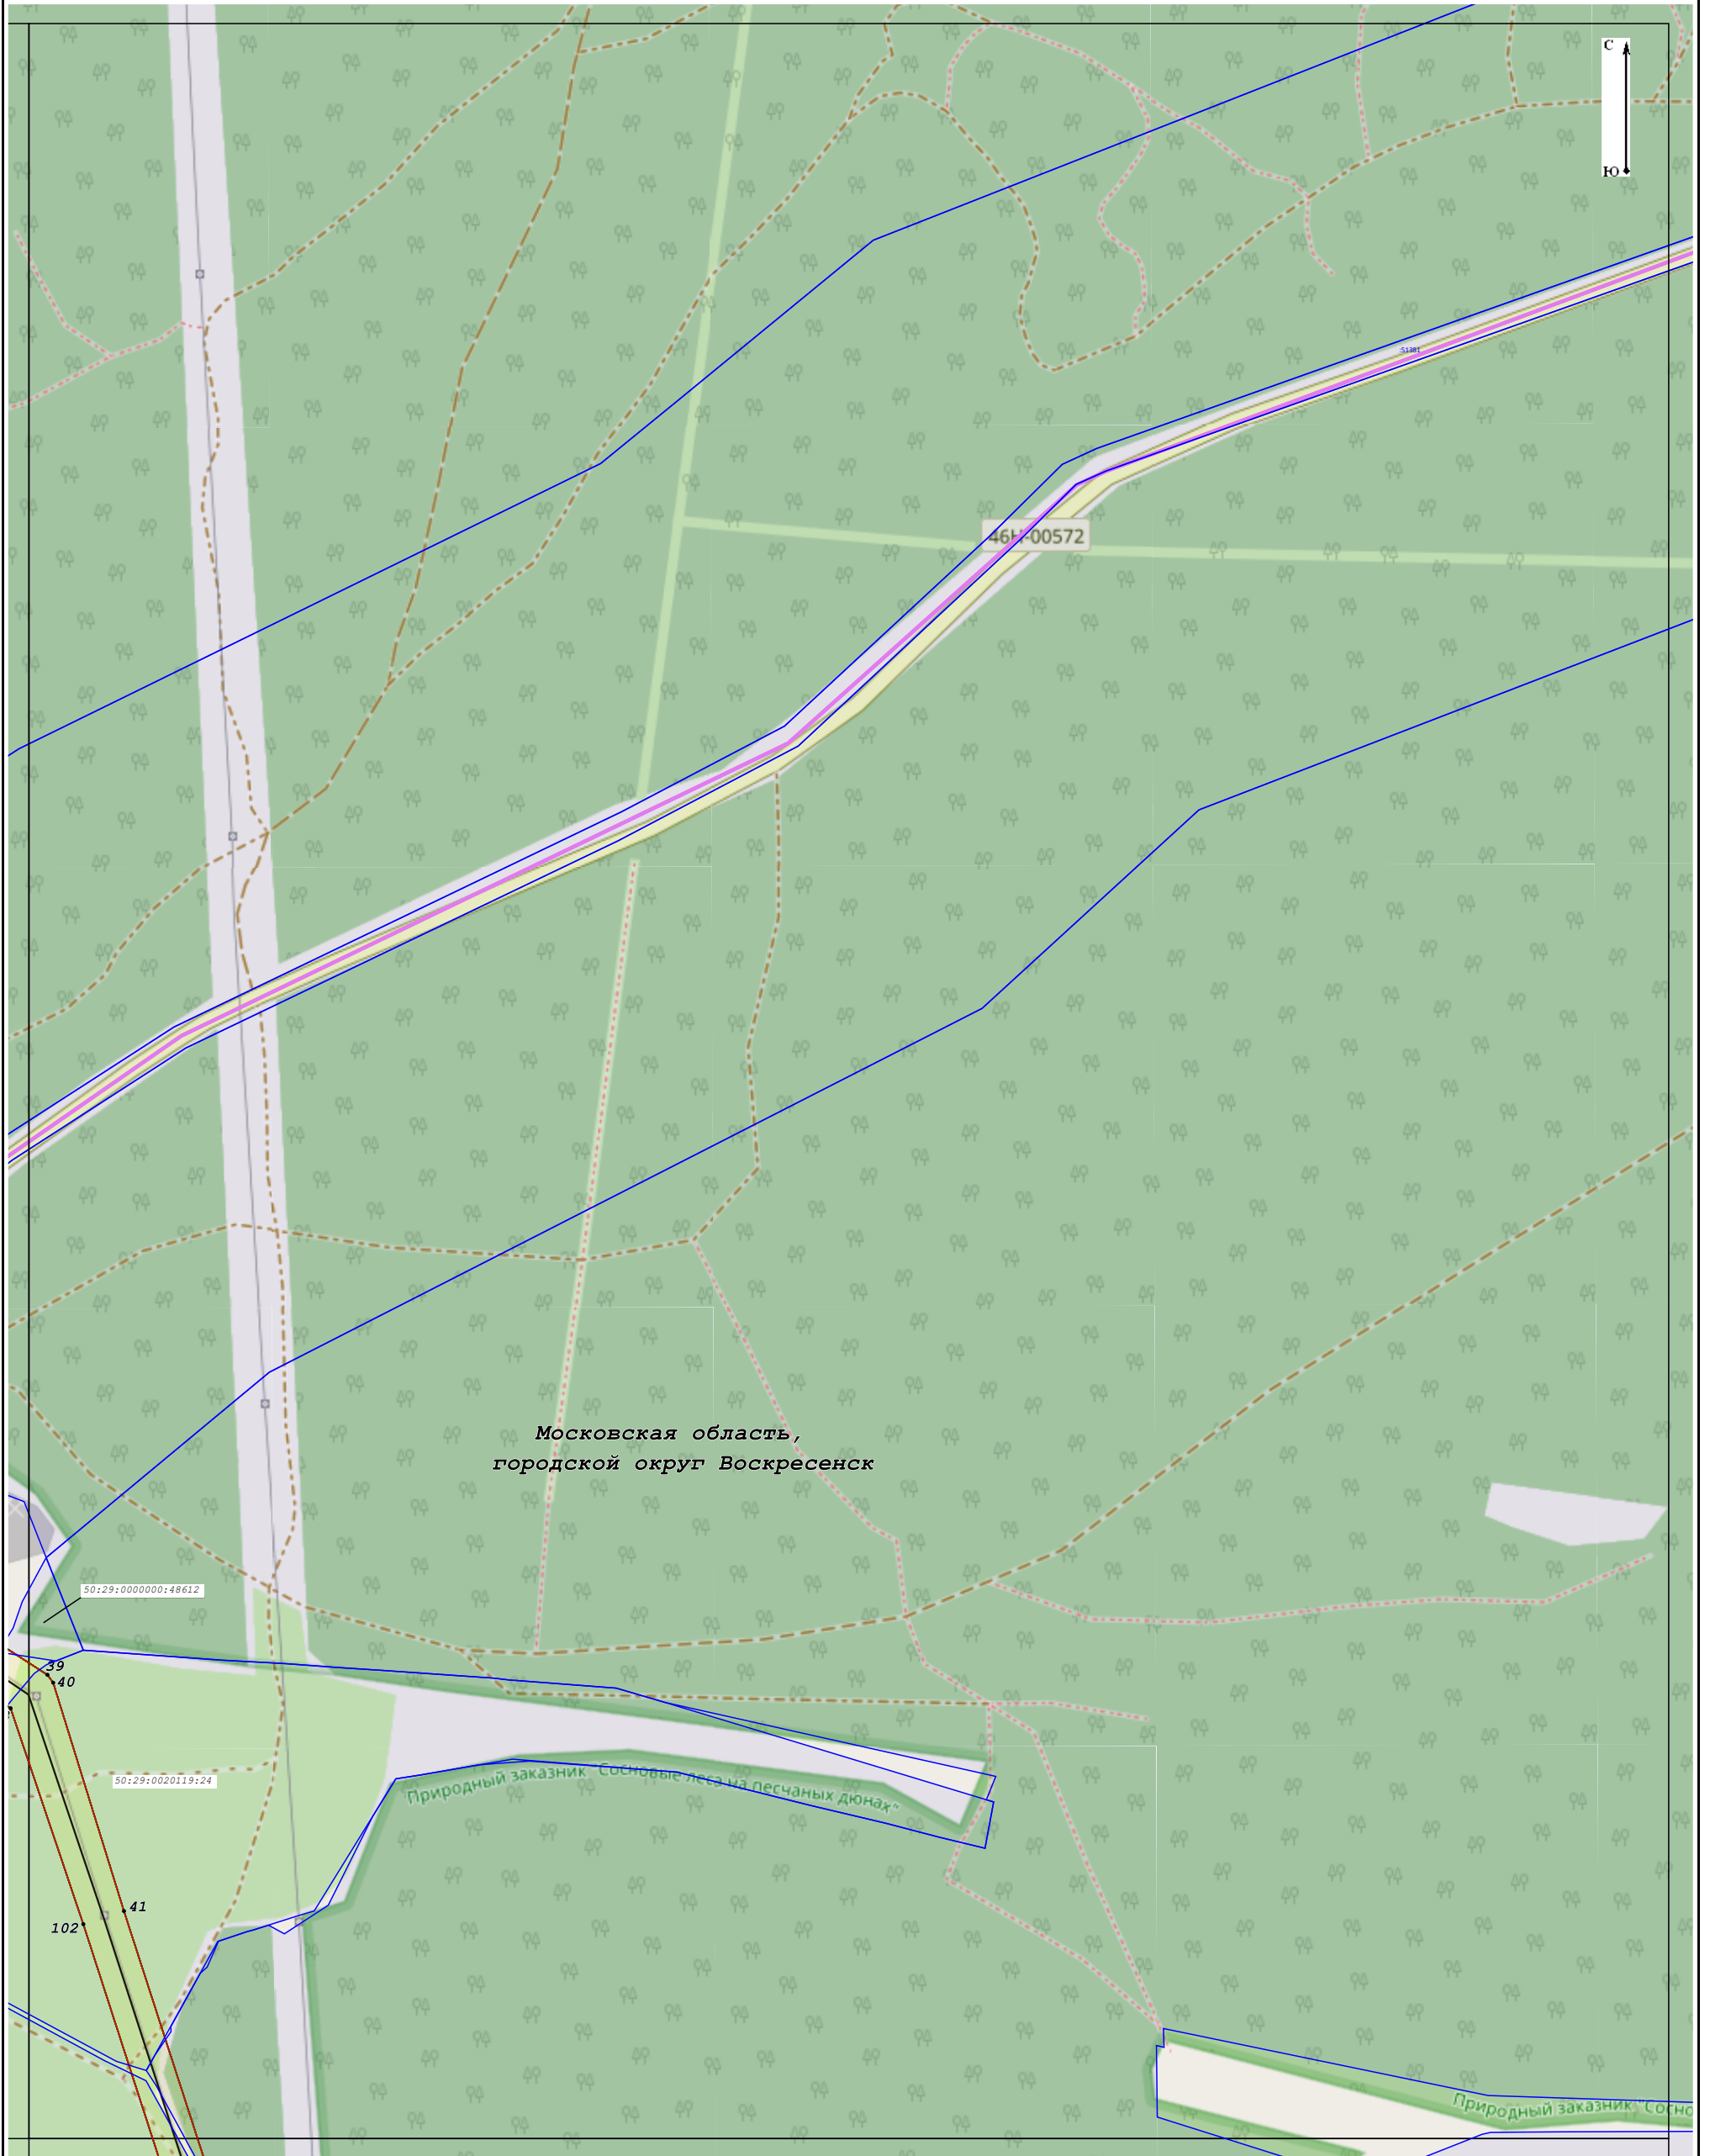 С
Ю
51381
46Н-00572
Московская область,
городской округ Воскресенск
50:29:0000000:48612
39
40
50:29:0020119:24
Природный заказник "Сосновые леса на песчаных дюнах"
41
102
Природный заказник "Сосно